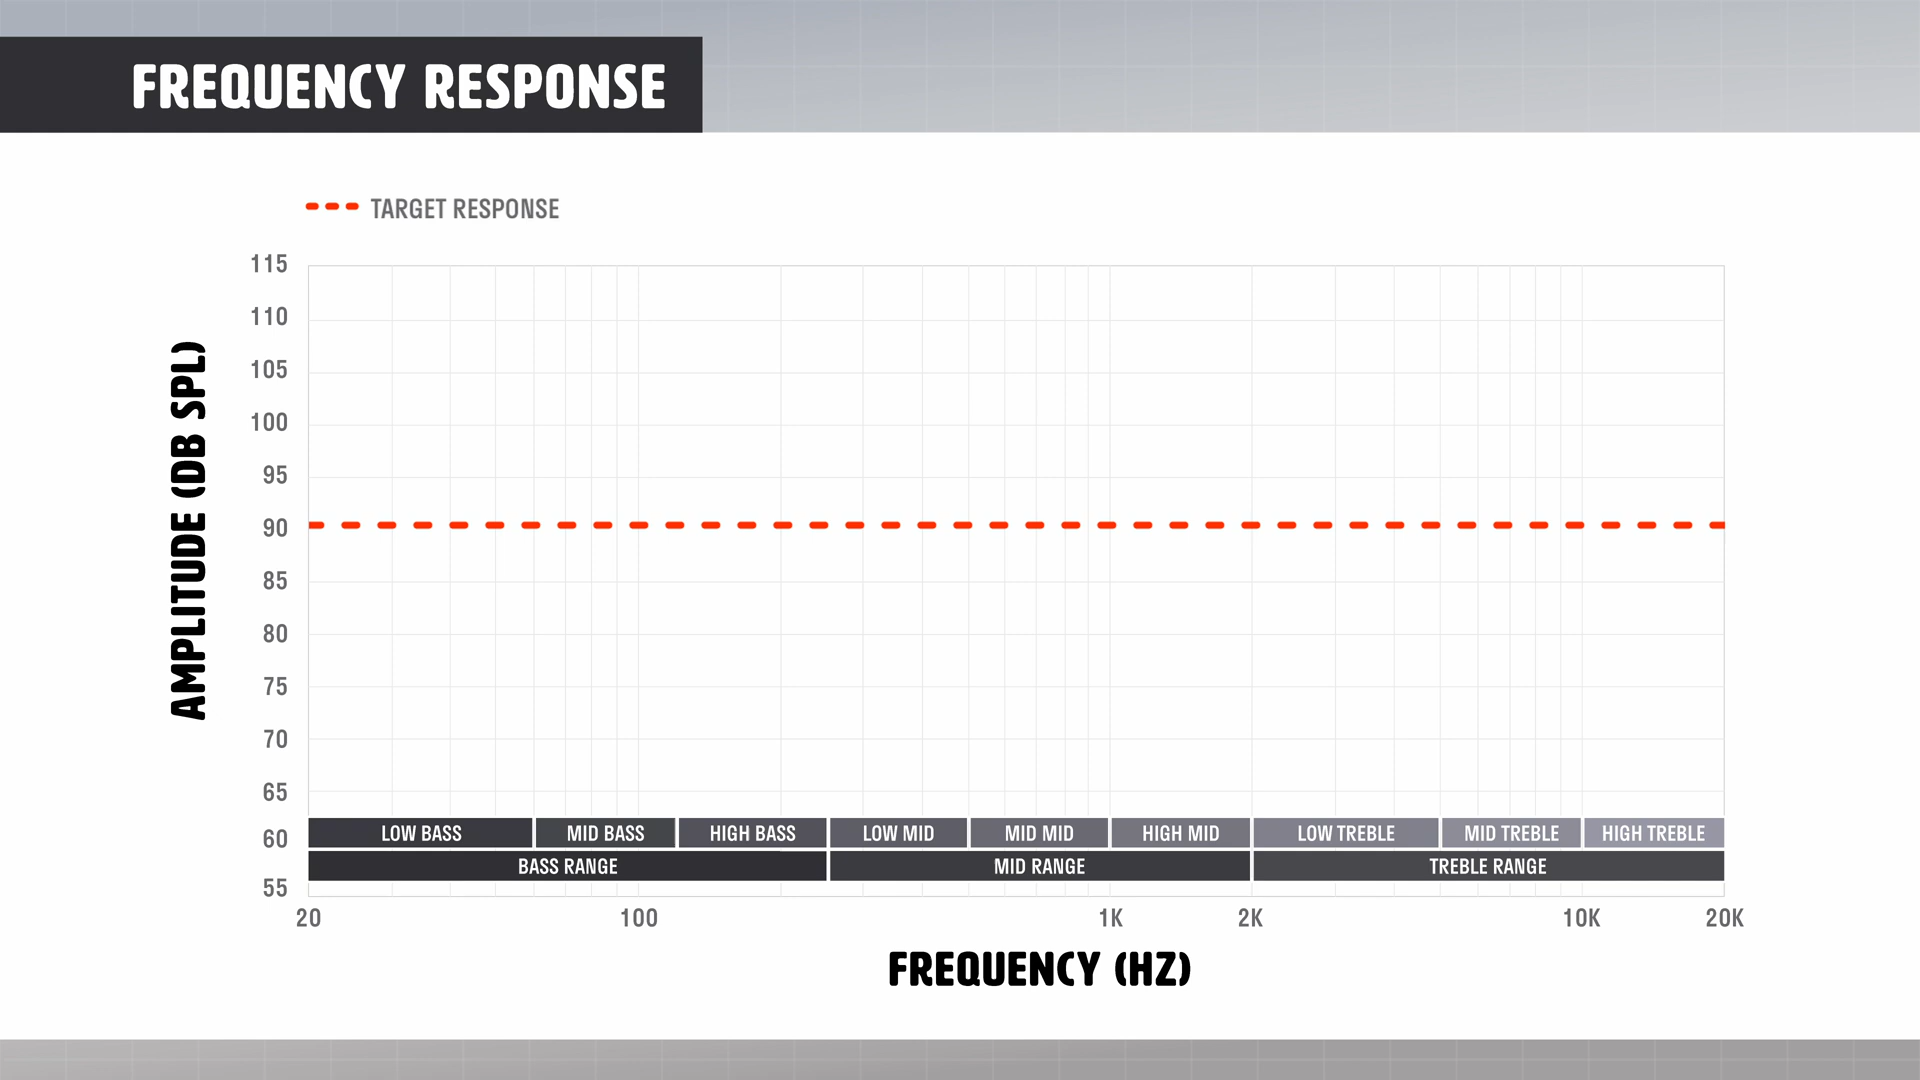 FREQUENCY RESPONSE
TARGET RESPONSE
115
110
105
100
95
90
85
80
75
70
65
60
55
AMPLITUDE (DB SPL)
LOW BASS MID BASS HIGH BASS LOW MID MID MID HIGH MID LOW TREBLE MID TREBLE HIGH TREBLE
BASS RANGE MID RANGE TREBLE RANGE
20 100 1K 2K 10K 20K
FREQUENCY (HZ)